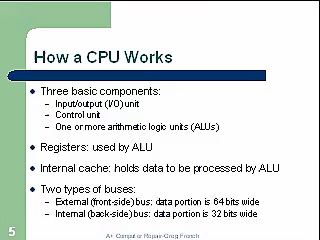 How a CPU Works
Three basic components:
– Input/output (I/O) unit
– Control unit
– One or more arithmetic logic units (ALUs)
Registers: used by ALU
Internal cache: holds data to be processed by ALU
Two types of buses:
– External (front-side) bus: data portion is 64 bits wide
– Internal (back-side) bus: data portion is 32 bits wide
5
A+ Computer Repair-Greg French